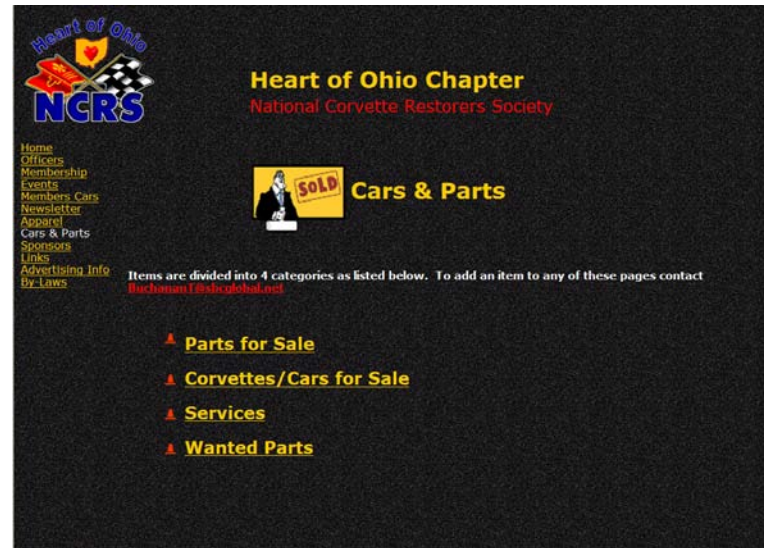 Heart of Ohio
NCRS
Heart of Ohio Chapter
National Corvette Restorers Society
Home
Officers
Membership
Events
Members Cars
Newsletter
Apparel
Cars & Parts
Sponsors
Links
Advertising Info
By-Laws
SOLD
Cars & Parts
Items are divided into 4 categories as listed below. To add an item to any of these pages contact
BuchananT@sbcglobal.net
Parts for Sale
Corvettes/Cars for Sale
Services
Wanted Parts